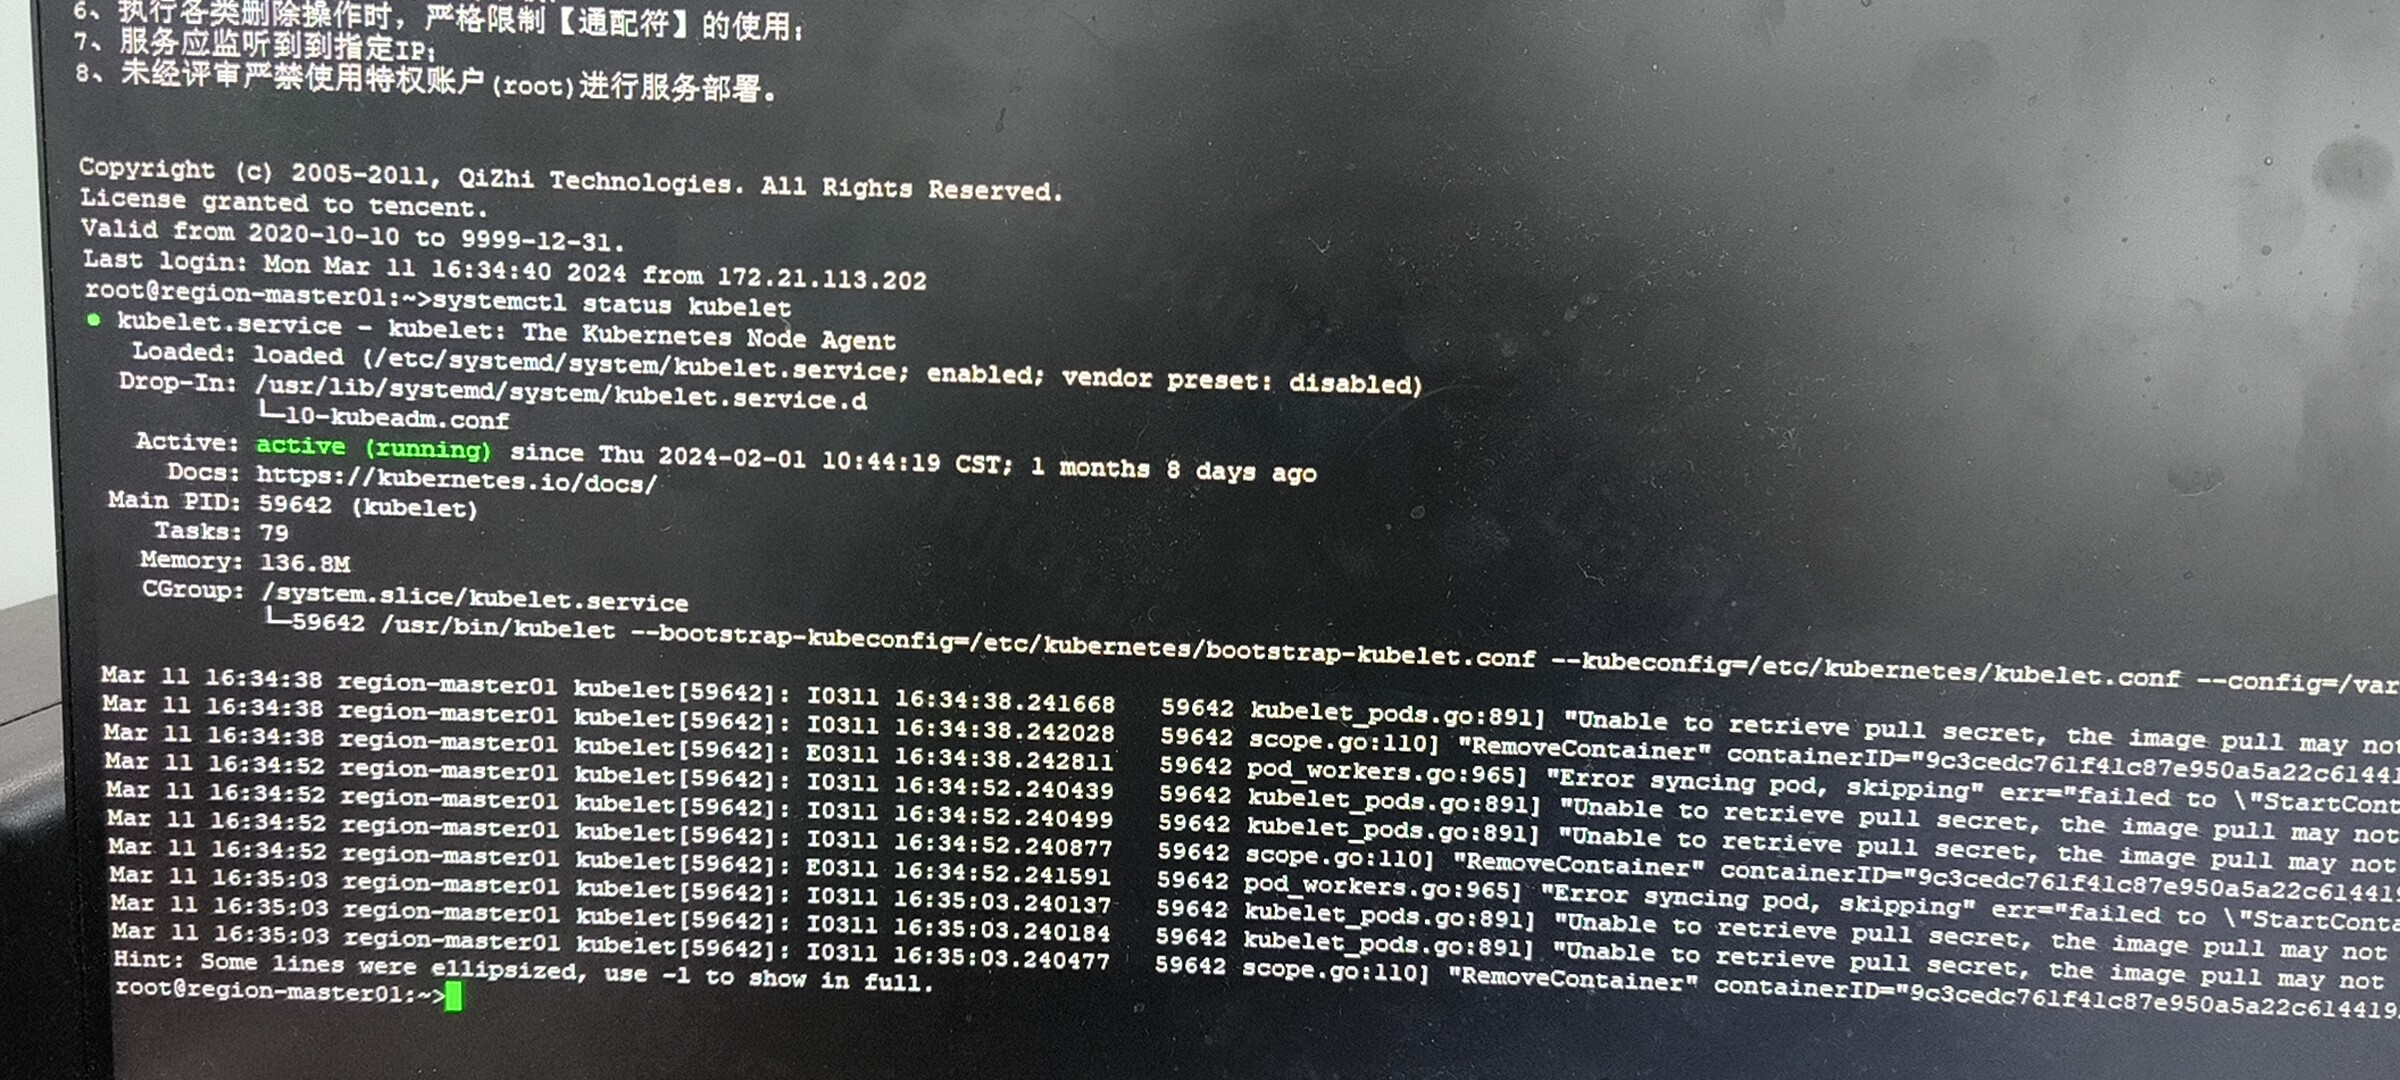 6、执行各类删除操作时，严格限制【通配符】的使用；
7、服务应监听到到指定IP；
8、未经评审严禁使用特权账户(root)进行服务部署。
Copyright (c) 2005-2011, QiZhi Technologies. All Rights Reserved.
License granted to tencent.
Valid from 2020-10-10 to 9999-12-31.
Last login: Mon Mar 11 16:34:40 2024 from 172.21.113.202
root@region-master01:~>systemctl status kubelet
● kubelet.service - kubelet: The Kubernetes Node Agent
Loaded: loaded (/etc/systemd/system/kubelet.service; enabled; vendor preset: disabled)
Drop-In: /usr/lib/systemd/system/kubelet.service.d
└─10-kubeadm.conf
Active: active (running) since Thu 2024-02-01 10:44:19 CST; 1 months 8 days ago
Docs: https://kubernetes.io/docs/
Main PID: 59642 (kubelet)
Tasks: 79
Memory: 136.8M
CGroup: /system.slice/kubelet.service
└─59642 /usr/bin/kubelet --bootstrap-kubeconfig=/etc/kubernetes/bootstrap-kubelet.conf --kubeconfig=/etc/kubernetes/kubelet.conf --config=/var
Mar 11 16:34:38 region-master01 kubelet[59642]: I0311 16:34:38.241668 59642 kubelet_pods.go:891] "Unable to retrieve pull secret, the image pull may not
Mar 11 16:34:38 region-master01 kubelet[59642]: I0311 16:34:38.242028 59642 scope.go:110] "RemoveContainer" containerID="9c3cedc761f41c87e950a5a22c61441
Mar 11 16:34:38 region-master01 kubelet[59642]: E0311 16:34:38.242811 59642 pod_workers.go:965] "Error syncing pod, skipping" err="failed to \"StartCont
Mar 11 16:34:52 region-master01 kubelet[59642]: I0311 16:34:52.240439 59642 kubelet_pods.go:891] "Unable to retrieve pull secret, the image pull may not
Mar 11 16:34:52 region-master01 kubelet[59642]: I0311 16:34:52.240499 59642 kubelet_pods.go:891] "Unable to retrieve pull secret, the image pull may not
Mar 11 16:34:52 region-master01 kubelet[59642]: I0311 16:34:52.240877 59642 scope.go:110] "RemoveContainer" containerID="9c3cedc761f41c87e950a5a22c614419
Mar 11 16:34:52 region-master01 kubelet[59642]: E0311 16:34:52.241591 59642 pod_workers.go:965] "Error syncing pod, skipping" err="failed to \"StartConta
Mar 11 16:35:03 region-master01 kubelet[59642]: I0311 16:35:03.240137 59642 kubelet_pods.go:891] "Unable to retrieve pull secret, the image pull may not
Mar 11 16:35:03 region-master01 kubelet[59642]: I0311 16:35:03.240184 59642 kubelet_pods.go:891] "Unable to retrieve pull secret, the image pull may not
Mar 11 16:35:03 region-master01 kubelet[59642]: I0311 16:35:03.240477 59642 scope.go:110] "RemoveContainer" containerID="9c3cedc761f41c87e950a5a22c614419
Hint: Some lines were ellipsized, use -l to show in full.
root@region-master01:~>